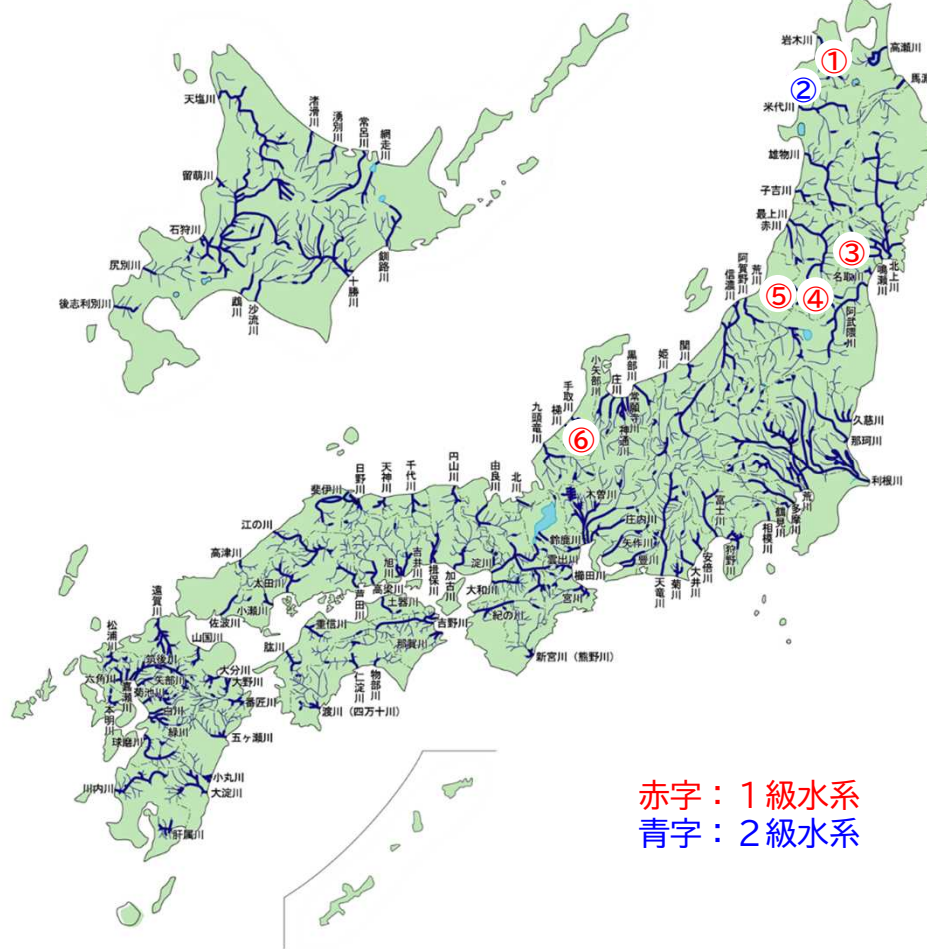 天塩川
渚滑川
湧別川
常呂川
網走川
留萌川
石狩川
尻別川
後志利別川
鵡川
沙流川
十勝川
釧路川
岩木川
①
高瀬川
②
米代川
雄物川
子吉川
最上川
赤川
③
名取川
鳴瀬川
北上川
荒川
阿賀野川
信濃川
⑤
④
阿武隈川
関川
姫川
黒部川
常願寺川
神通川
庄川
小矢部川
手取川
梯川
九頭竜川
⑥
久慈川
那珂川
利根川
荒川
多摩川
鶴見川
相模川
富士川
狩野川
安倍川
大井川
菊川
天竜川
豊川
矢作川
庄内川
木曽川
鈴鹿川
雲出川
櫛田川
宮川
北川
由良川
円山川
千代川
天神川
日野川
斐伊川
江の川
高津川
太田川
小瀬川
佐波川
芦田川
高梁川
旭川
吉井川
揖保川
加古川
淀川
大和川
紀の川
新宮川（熊野川）
土器川
吉野川
那賀川
重信川
肱川
物部川
仁淀川
渡川（四万十川）
遠賀川
山国川
松浦川
六角川
嘉瀬川
筑後川
矢部川
菊池川
白川
緑川
本明川
球磨川
大分川
大野川
番匠川
五ヶ瀬川
小丸川
大淀川
川内川
肝属川
赤字：１級水系
青字：２級水系